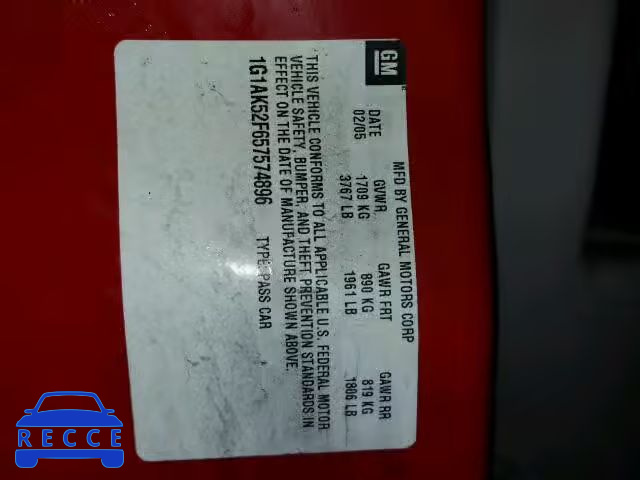 GM
MFD BY GENERAL MOTORS CORP
DATE GVWR GAWR FRT GAWR RR
02/05 1709 KG 890 KG 819 KG
3767 LB 1961 LB 1806 LB
THIS VEHICLE CONFORMS TO ALL APPLICABLE U.S. FEDERAL MOTOR
VEHICLE SAFETY, BUMPER, AND THEFT PREVENTION STANDARDS IN
EFFECT ON THE DATE OF MANUFACTURE SHOWN ABOVE.
1G1AK52F657574896 TYPE: PASS CAR
RECCE